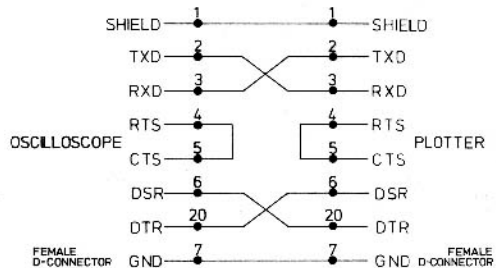 SHIELD 1 1 SHIELD
TXD 2 2 TXD
RXD 3 3 RXD
RTS 4 4 RTS
OSCILLOSCOPE PLOTTER
CTS 5 5 CTS
DSR 6 6 DSR
DTR 20 20 DTR
FEMALE D-CONNECTOR GND 7 7 GND FEMALE D-CONNECTOR